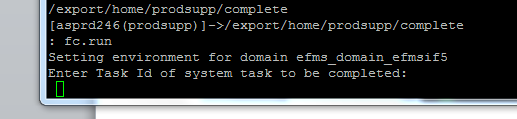 /export/home/prodsupp/complete
[asprd246(prodsupp)]->/export/home/prodsupp/complete
: fc.run
Setting environment for domain efms_domain_efmsif5
Enter Task Id of system task to be completed: